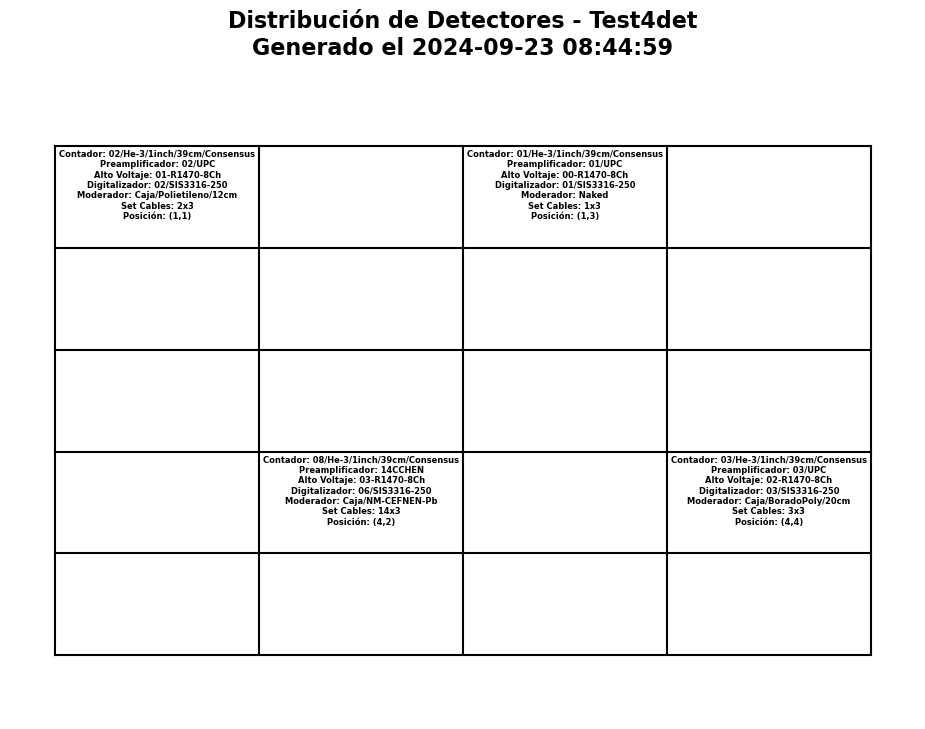 Distribución de Detectores - Test4det
Generado el 2024-09-23 08:44:59
Contador: 02/He-3/1inch/39cm/Consensus
Preamplificador: 02/UPC
Alto Voltaje: 01-R1470-8Ch
Digitalizador: 02/SIS3316-250
Moderador: Caja/Polietileno/12cm
Set Cables: 2x3
Posición: (1,1)
Contador: 01/He-3/1inch/39cm/Consensus
Preamplificador: 01/UPC
Alto Voltaje: 00-R1470-8Ch
Digitalizador: 01/SIS3316-250
Moderador: Naked
Set Cables: 1x3
Posición: (1,3)
Contador: 08/He-3/1inch/39cm/Consensus
Preamplificador: 14CCHEN
Alto Voltaje: 03-R1470-8Ch
Digitalizador: 06/SIS3316-250
Moderador: Caja/NM-CEFNEN-Pb
Set Cables: 14x3
Posición: (4,2)
Contador: 03/He-3/1inch/39cm/Consensus
Preamplificador: 03/UPC
Alto Voltaje: 02-R1470-8Ch
Digitalizador: 03/SIS3316-250
Moderador: Caja/BoradoPoly/20cm
Set Cables: 3x3
Posición: (4,4)